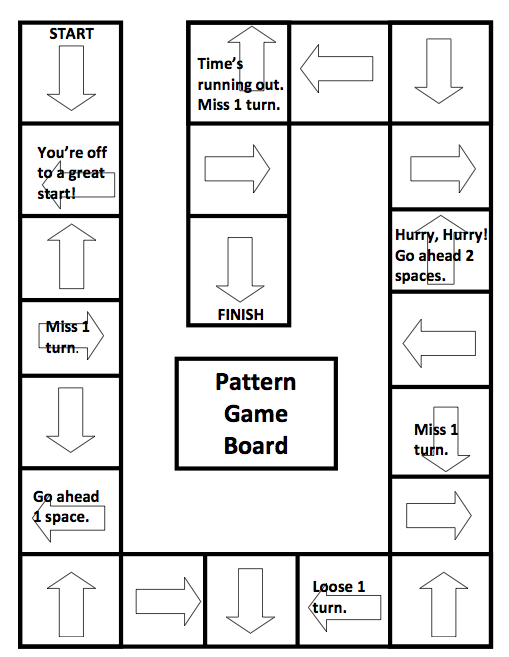 START
You're off
to a great
start!
Miss 1
turn.
Go ahead
1 space.
Loose 1
turn.
Miss 1
turn.
Hurry, Hurry!
Go ahead 2
spaces.
Time's
running out.
Miss 1 turn.
FINISH
Pattern
Game
Board